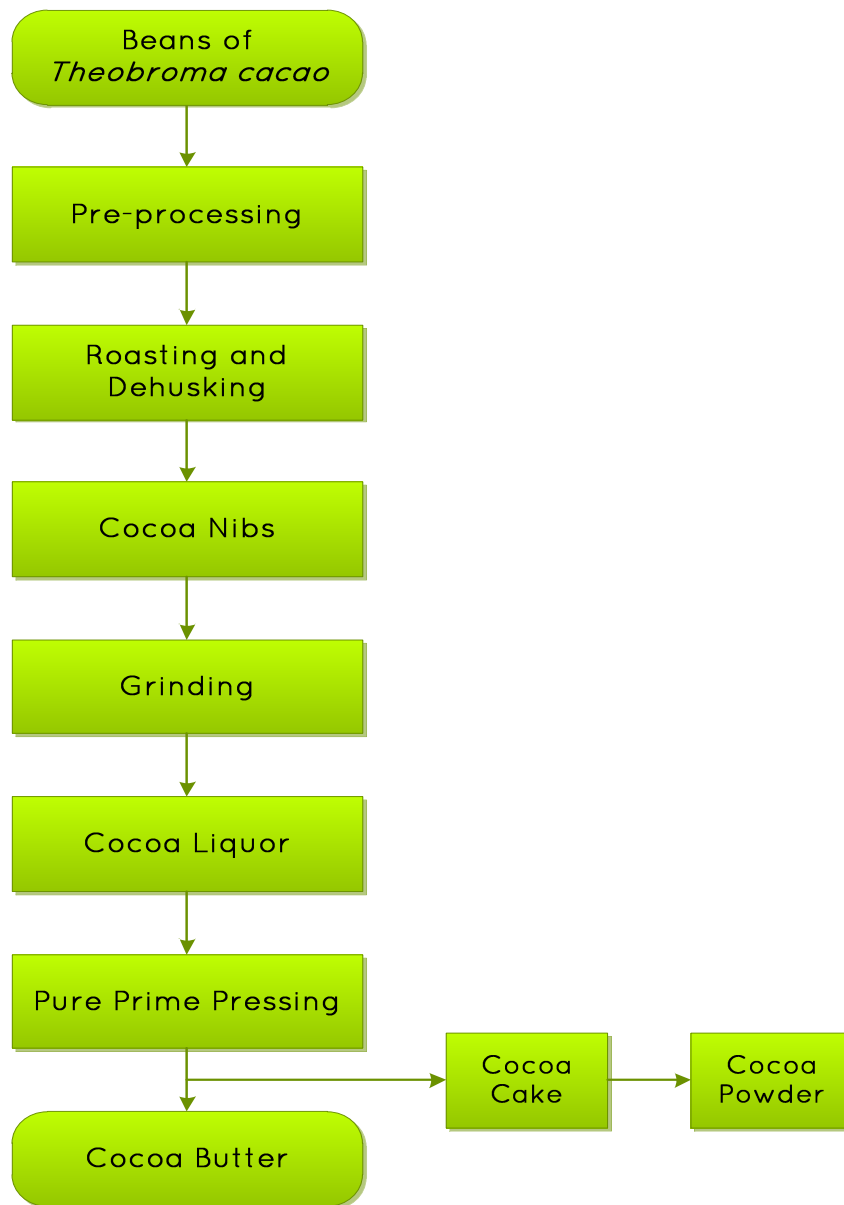 Beans of
Theobroma cacao
Pre-processing
Roasting and
Dehusking
Cocoa Nibs
Grinding
Cocoa Liquor
Pure Prime Pressing
Cocoa
Cake
Cocoa
Powder
Cocoa Butter